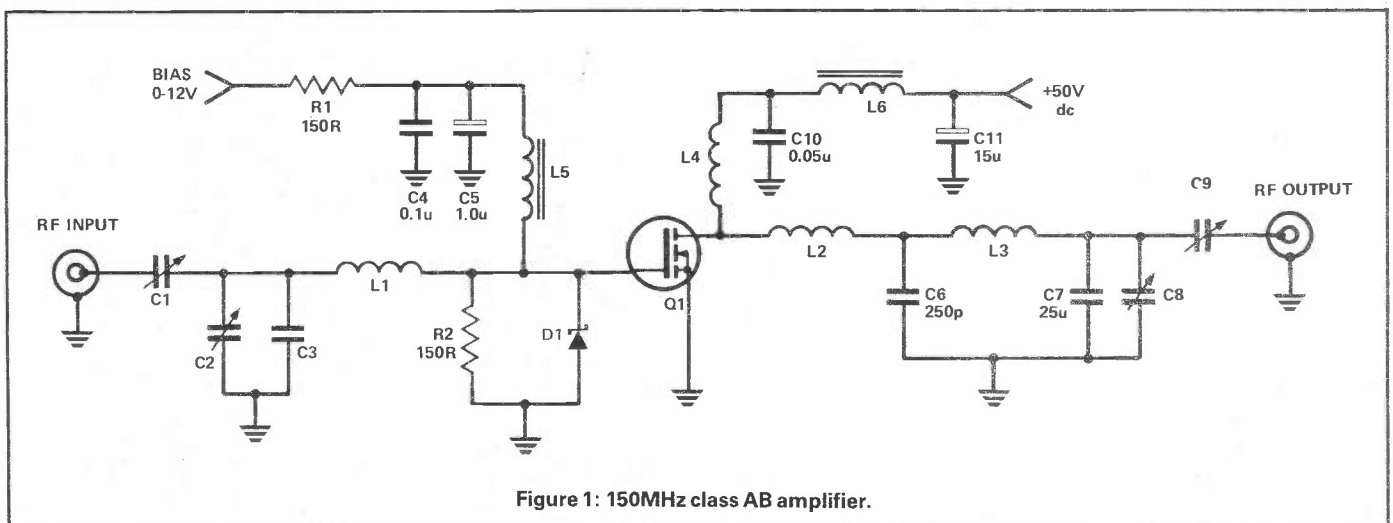 BIAS
0-12V
R1
150R
C4
0.1u
C5
1.0u
L5
L4
C10
0.05u
L6
C11
15u
+50V
dc
RF INPUT
C1
C2
C3
L1
R2
150R
D1
Q1
L2
C6
250p
L3
C7
25u
C8
C9
RF OUTPUT
Figure 1: 150MHz class AB amplifier.